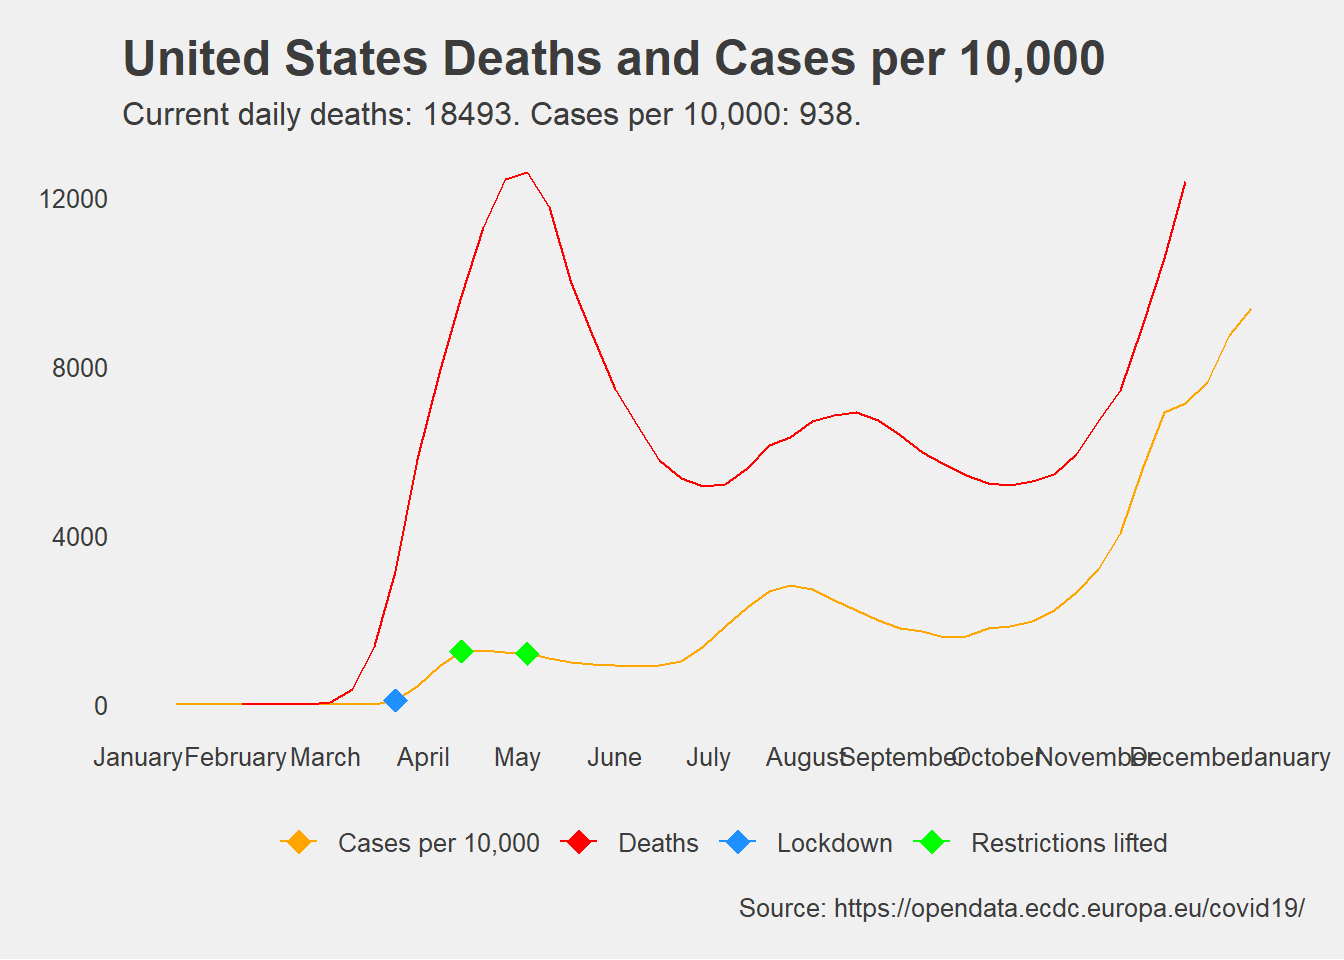 United States Deaths and Cases per 10,000
Current daily deaths: 18493. Cases per 10,000: 938.
12000
8000
4000
0
January February March April May June July August September October November December January
Cases per 10,000 Deaths Lockdown Restrictions lifted
Source: https://opendata.ecdc.europa.eu/covid19/